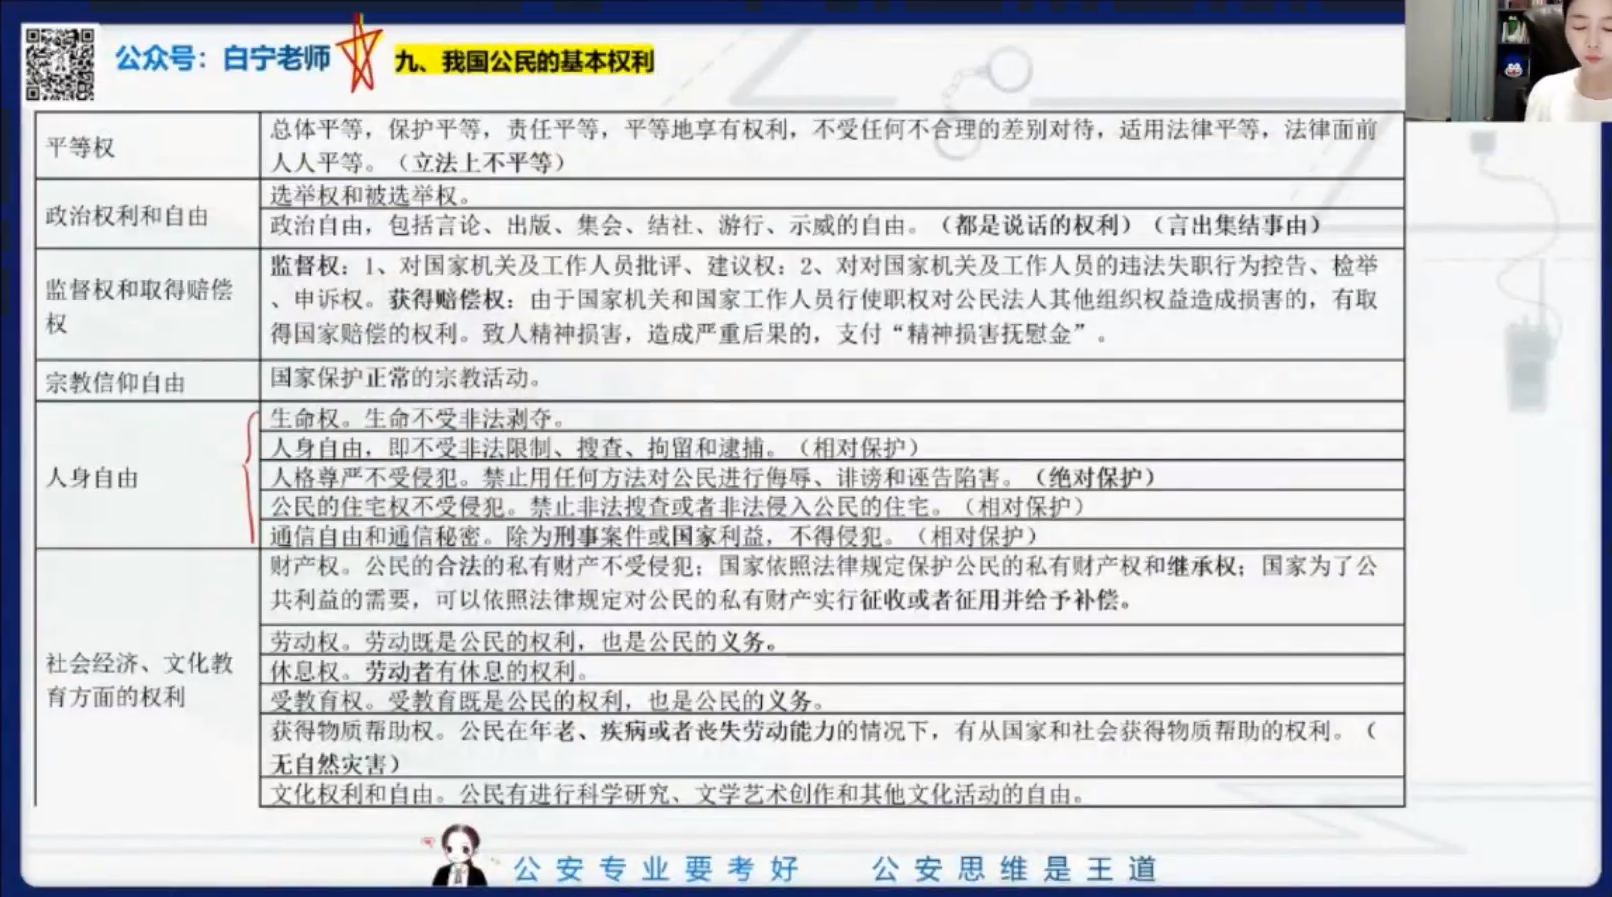 公众号：白宁老师
九、我国公民的基本权利
平等权
总体平等，保护平等，责任平等，平等地享有权利，不受任何不合理的差别对待，适用法律平等，法律面前
人人平等。（立法上不平等）
政治权利和自由
选举权和被选举权。
政治自由，包括言论、出版、集会、结社、游行、示威的自由。（都是说话的权利）（言出集结事由）
监督权和取得赔偿
权
监督权：1、对国家机关及工作人员批评、建议权；2、对对国家机关及工作人员的违法失职行为控告、检举
、申诉权。获得赔偿权：由于国家机关和国家工作人员行使职权对公民法人其他组织权益造成损害的，有取
得国家赔偿的权利。致人精神损害，造成严重后果的，支付“精神损害抚慰金”。
宗教信仰自由
国家保护正常的宗教活动。
人身自由
生命权。生命不受非法剥夺。
人身自由，即不受非法限制、搜查、拘留和逮捕。（相对保护）
人格尊严不受侵犯。禁止用任何方法对公民进行侮辱、诽谤和诬告陷害。（绝对保护）
公民的住宅权不受侵犯。禁止非法搜查或者非法侵入公民的住宅。（相对保护）
通信自由和通信秘密。除为刑事案件或国家利益，不得侵犯。（相对保护）
社会经济、文化教
育方面的权利
财产权。公民的合法的私有财产不受侵犯；国家依照法律规定保护公民的私有财产权和继承权；国家为了公
共利益的需要，可以依照法律规定对公民的私有财产实行征收或者征用并给予补偿。
劳动权。劳动既是公民的权利，也是公民的义务。
休息权。劳动者有休息的权利。
受教育权。受教育既是公民的权利，也是公民的义务。
获得物质帮助权。公民在年老、疾病或者丧失劳动能力的情况下，有从国家和社会获得物质帮助的权利。（
无自然灾害）
文化权利和自由。公民有进行科学研究、文学艺术创作和其他文化活动的自由。
公安专业要考好 公安思维是王道